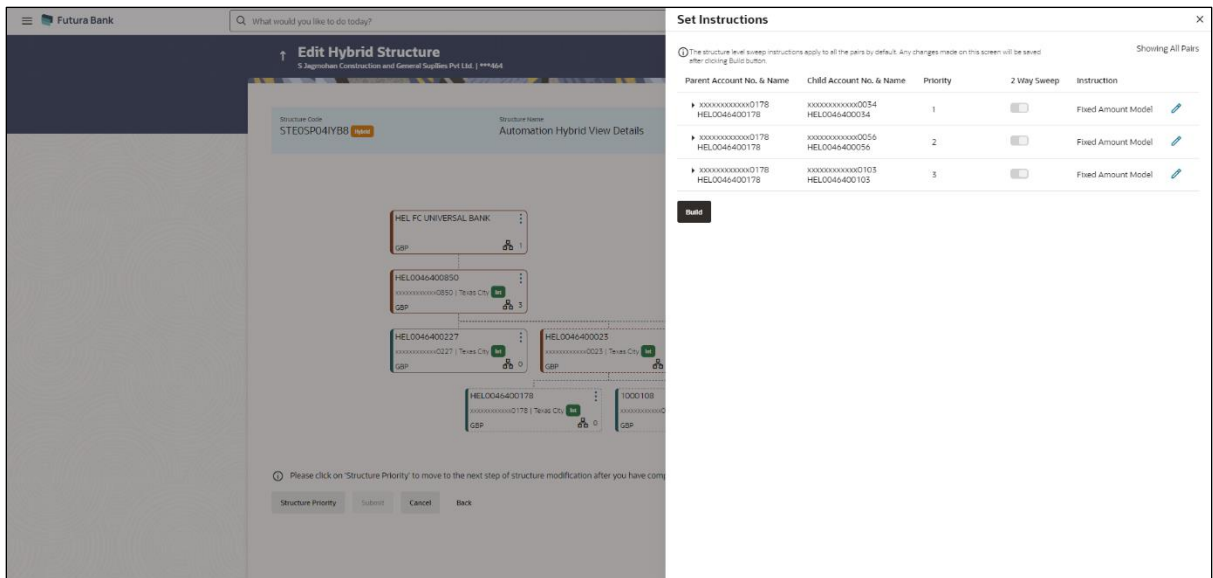 Futura Bank
What would you like to do today?
Edit Hybrid Structure
S Jagmohan Construction and General Supllies Pvt Ltd. | ***464
Structure Code
STE0SP04IYB8 Hybrid
Structure Name
Automation Hybrid View Details
HEL FC UNIVERSAL BANK
GBP 1
HEL0046400850
xxxxxxxxxxxx0850 | Texas City Int
GBP 3
HEL0046400227
xxxxxxxxxxxx0227 | Texas City Int
GBP 0
HEL0046400023
xxxxxxxxxxxx0023 | Texas City Int
GBP
HEL0046400178
xxxxxxxxxxxx0178 | Texas City Int
GBP 0
1000108
GBP
Please click on 'Structure Priority' to move to the next step of structure modification after you have
Structure Priority Submit Cancel Back
Set Instructions
The structure level sweep instructions apply to all the pairs by default. Any changes made on this screen will be saved
after clicking Build button.
Showing All Pairs
Parent Account No. & Name Child Account No. & Name Priority 2 Way Sweep Instruction
xxxxxxxxxxxx0178 xxxxxxxxxxxx0034
HEL0046400178 HEL0046400034 1 Fixed Amount Model
xxxxxxxxxxxx0178 xxxxxxxxxxxx0056
HEL0046400178 HEL0046400056 2 Fixed Amount Model
xxxxxxxxxxxx0178 xxxxxxxxxxxx0103
HEL0046400178 HEL0046400103 3 Fixed Amount Model
Build